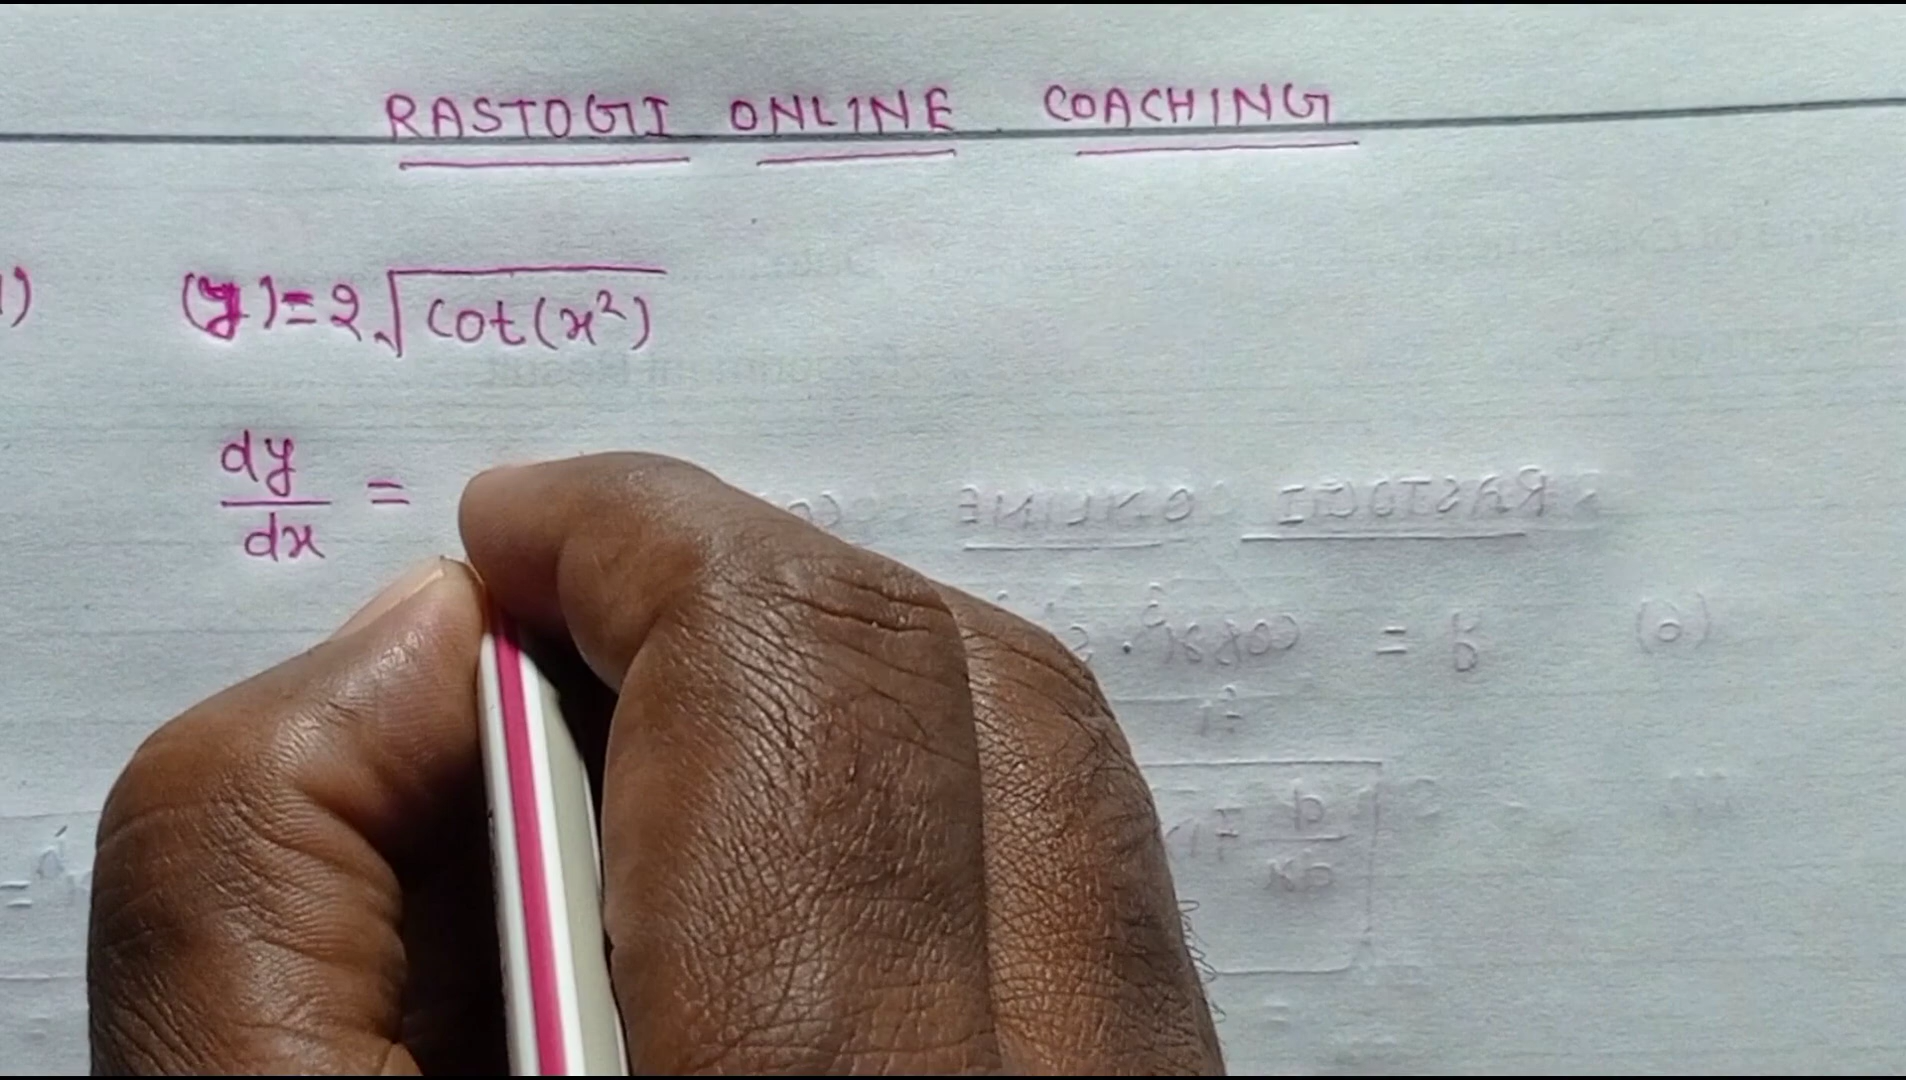 RASTOGI ONLINE COACHING
1) (y) = 2√cot(x²)
dy/dx =